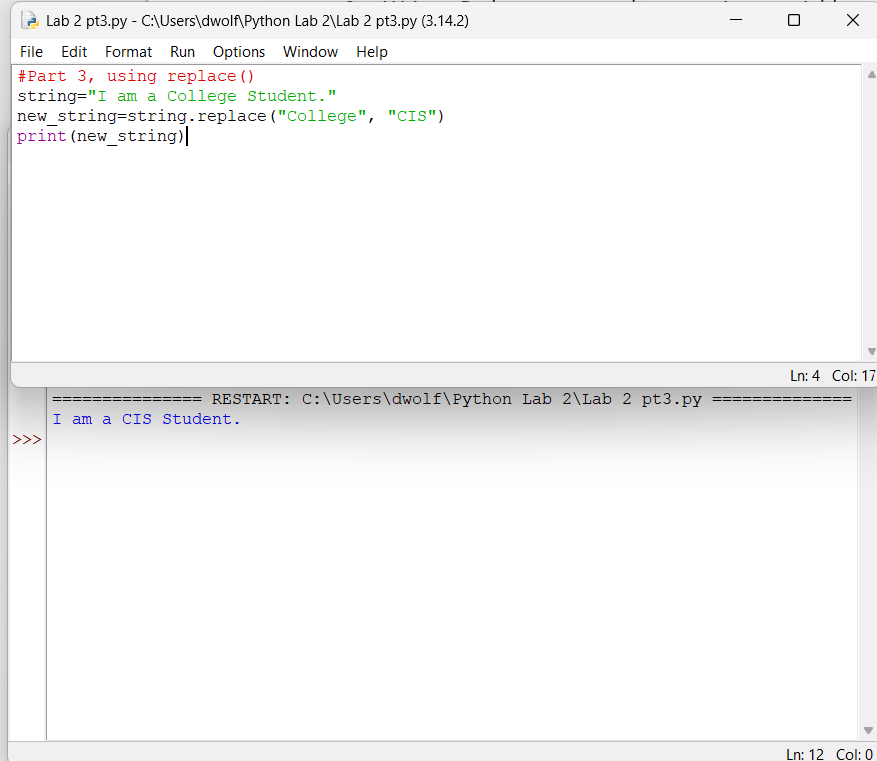 Lab 2 pt3.py - C:\Users\dwolf\Python Lab 2\Lab 2 pt3.py (3.14.2)
File Edit Format Run Options Window Help
#Part 3, using replace()
string="I am a College Student."
new_string=string.replace("College", "CIS")
print(new_string)
Ln: 4 Col: 17
=============== RESTART: C:\Users\dwolf\Python Lab 2\Lab 2 pt3.py ==============
I am a CIS Student.
>>>
Ln: 12 Col: 0